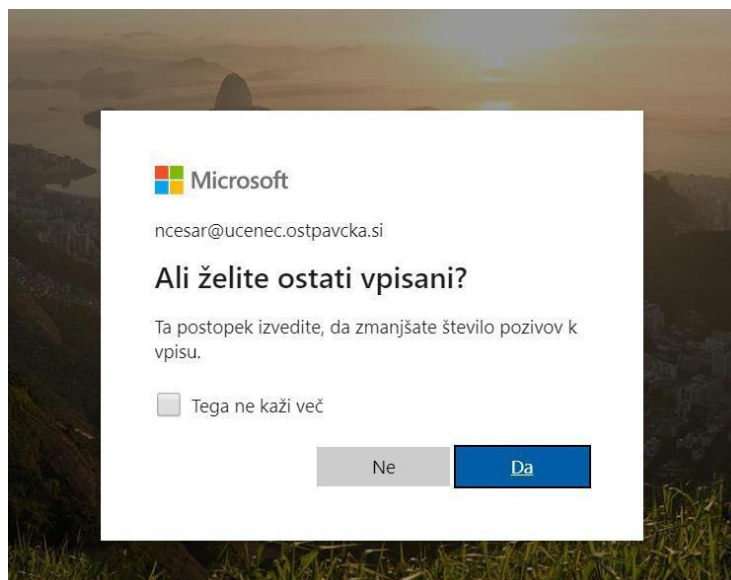 Microsoft
ncesar@ucenec.ostpavcka.si
Ali želite ostati vpisani?
Ta postopek izvedite, da zmanjšate število pozivov k
vpisu.
Tega ne kaži več
Ne
Da